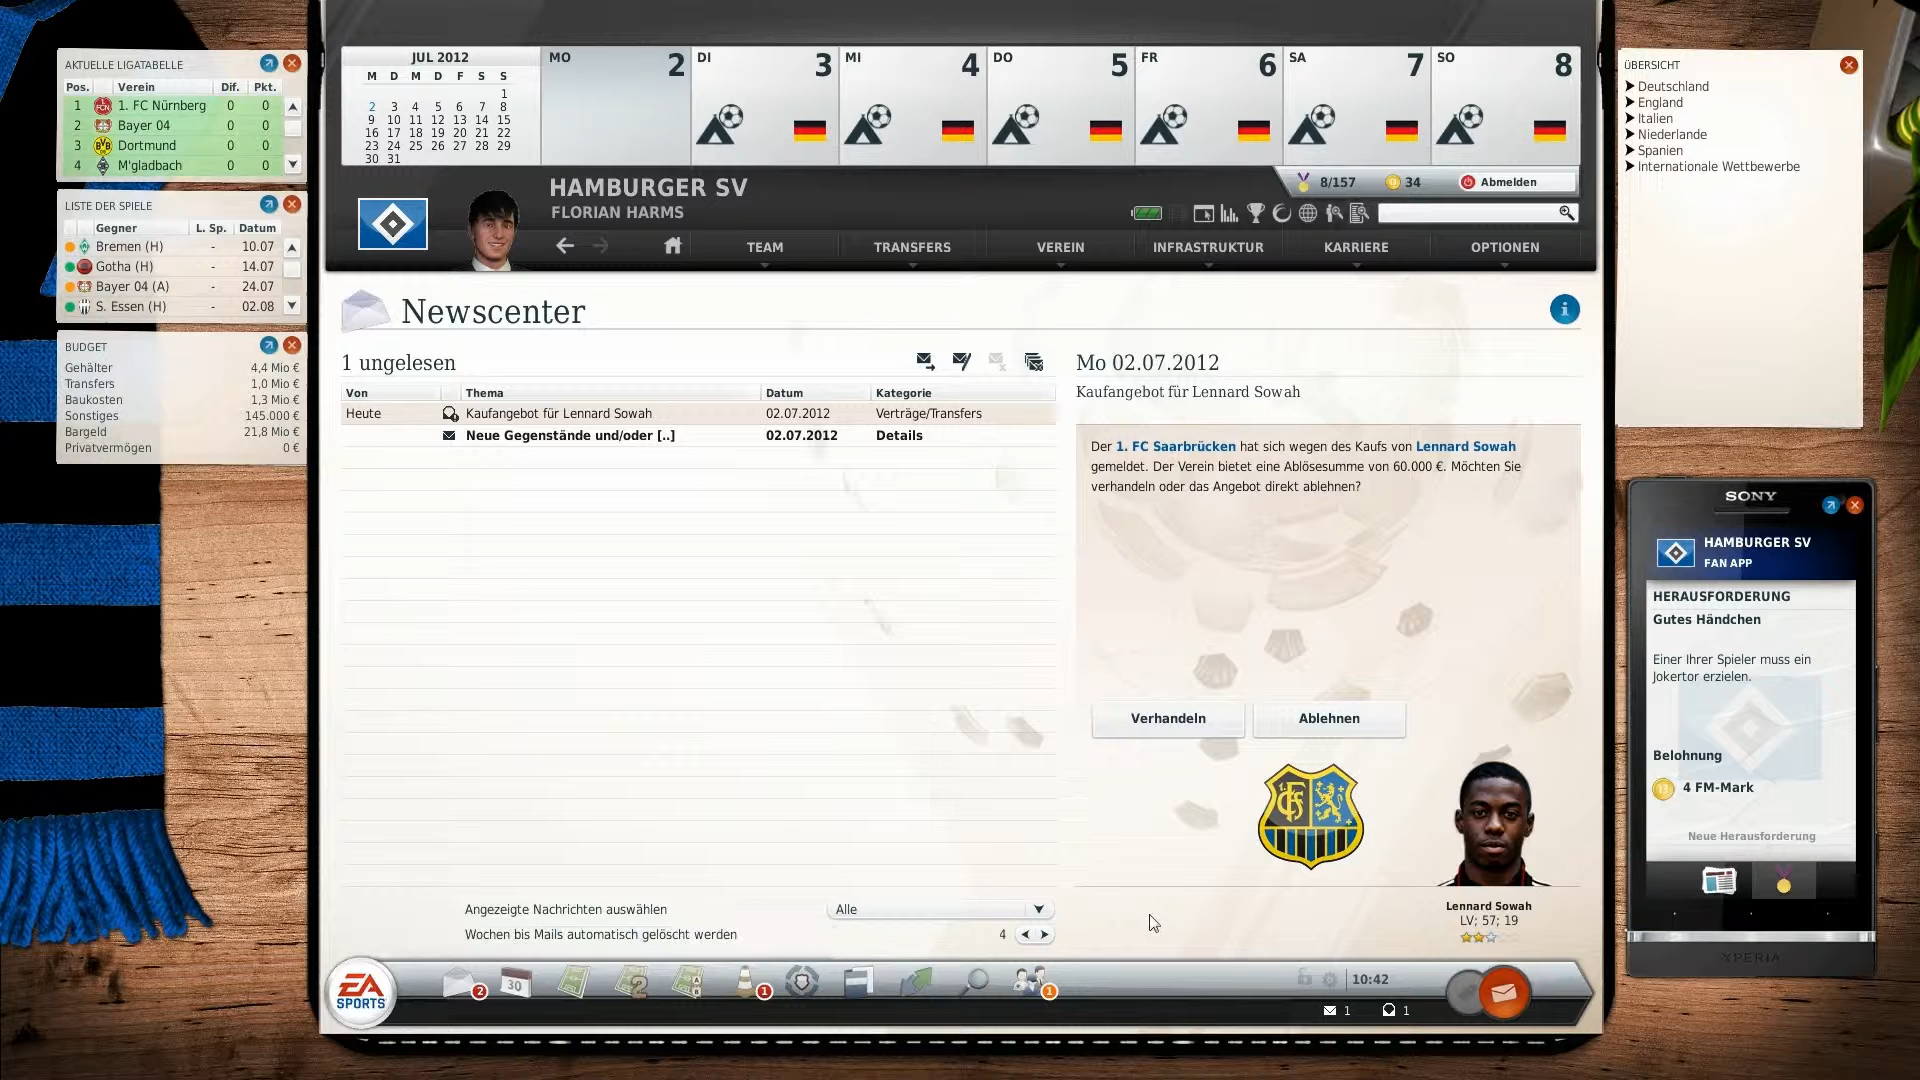 AKTUELLE LIGATABELLE
Pos. Verein Dif. Pkt.
1 1. FC Nürnberg 0 0
2 Bayer 04 0 0
3 Dortmund 0 0
4 M'gladbach 0 0
LISTE DER SPIELE
Gegner L. Sp. Datum
Bremen (H) - 10.07
Gotha (H) - 14.07
Bayer 04 (A) - 24.07
S. Essen (H) - 02.08
BUDGET
Gehälter 4,4 Mio €
Transfers 1,0 Mio €
Baukosten 1,3 Mio €
Sonstiges 145.000 €
Bargeld 21,8 Mio €
Privatvermögen 0 €
JUL 2012
M D M D F S S
1
2 3 4 5 6 7 8
9 10 11 12 13 14 15
16 17 18 19 20 21 22
23 24 25 26 27 28 29
30 31
MO 2
DI 3
MI 4
DO 5
FR 6
SA 7
SO 8
HAMBURGER SV
FLORIAN HARMS
8/157 34 Abmelden
TEAM TRANSFERS VEREIN INFRASTRUKTUR KARRIERE OPTIONEN
Newscenter
1 ungelesen
Von Thema Datum Kategorie
Heute Kaufangebot für Lennard Sowah 02.07.2012 Verträge/Transfers
Neue Gegenstände und/oder [..] 02.07.2012 Details
Angezeigte Nachrichten auswählen Alle
Wochen bis Mails automatisch gelöscht werden 4
Mo 02.07.2012
Kaufangebot für Lennard Sowah
Der 1. FC Saarbrücken hat sich wegen des Kaufs von Lennard Sowah
gemeldet. Der Verein bietet eine Ablösesumme von 60.000 €. Möchten Sie
verhandeln oder das Angebot direkt ablehnen?
Verhandeln Ablehnen
Lennard Sowah
LV; 57; 19
EA
SPORTS
2
30
2
1
1
10:42
1 1
ÜBERSICHT
Deutschland
England
Italien
Niederlande
Spanien
Internationale Wettbewerbe
SONY
HAMBURGER SV
FAN APP
HERAUSFORDERUNG
Gutes Händchen
Einer Ihrer Spieler muss ein
Jokertor erzielen.
Belohnung
4 FM-Mark
Neue Herausforderung
XPERIA